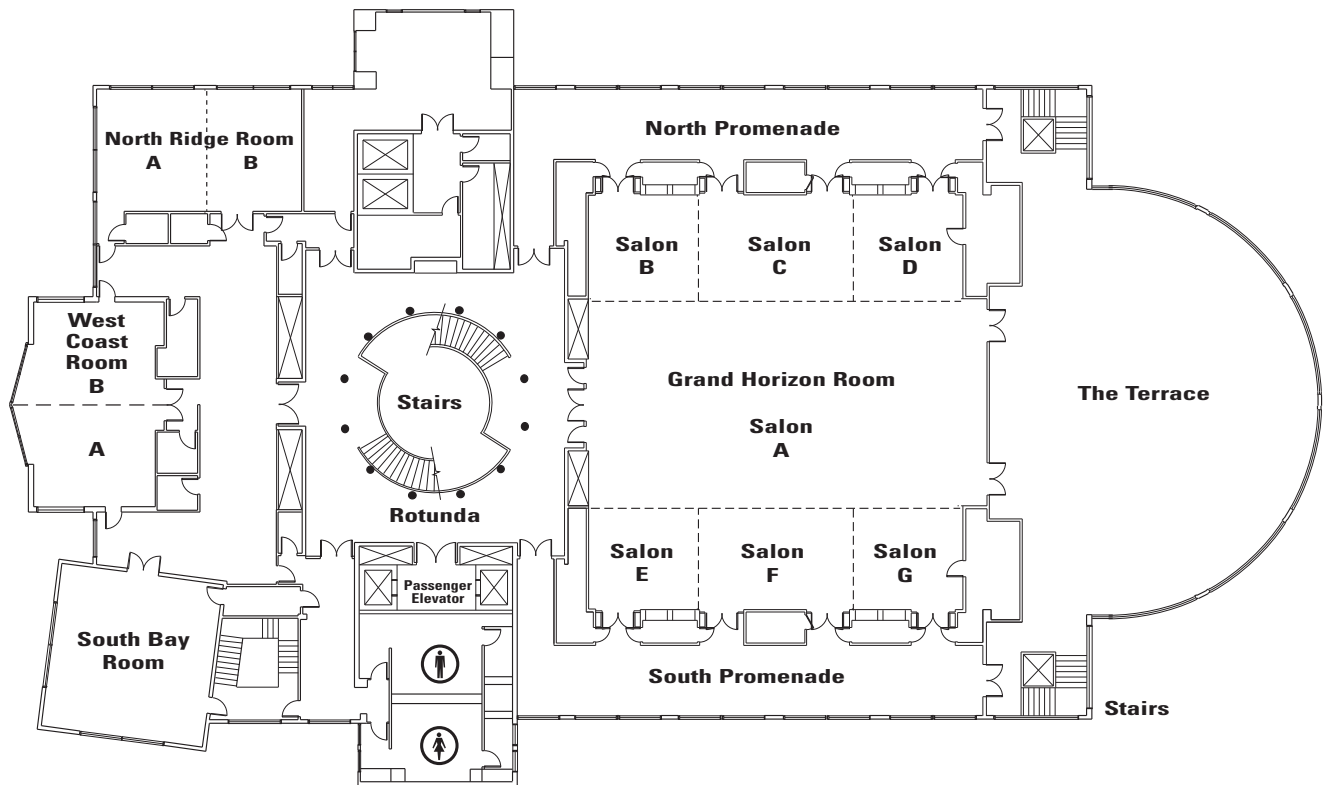 North Ridge Room
A B
North Promenade
Salon
B
Salon
C
Salon
D
West
Coast
Room
B
A
Stairs
Rotunda
Grand Horizon Room
Salon
A
The Terrace
Salon
E
Salon
F
Salon
G
Passenger
Elevator
South Bay
Room
South Promenade
Stairs